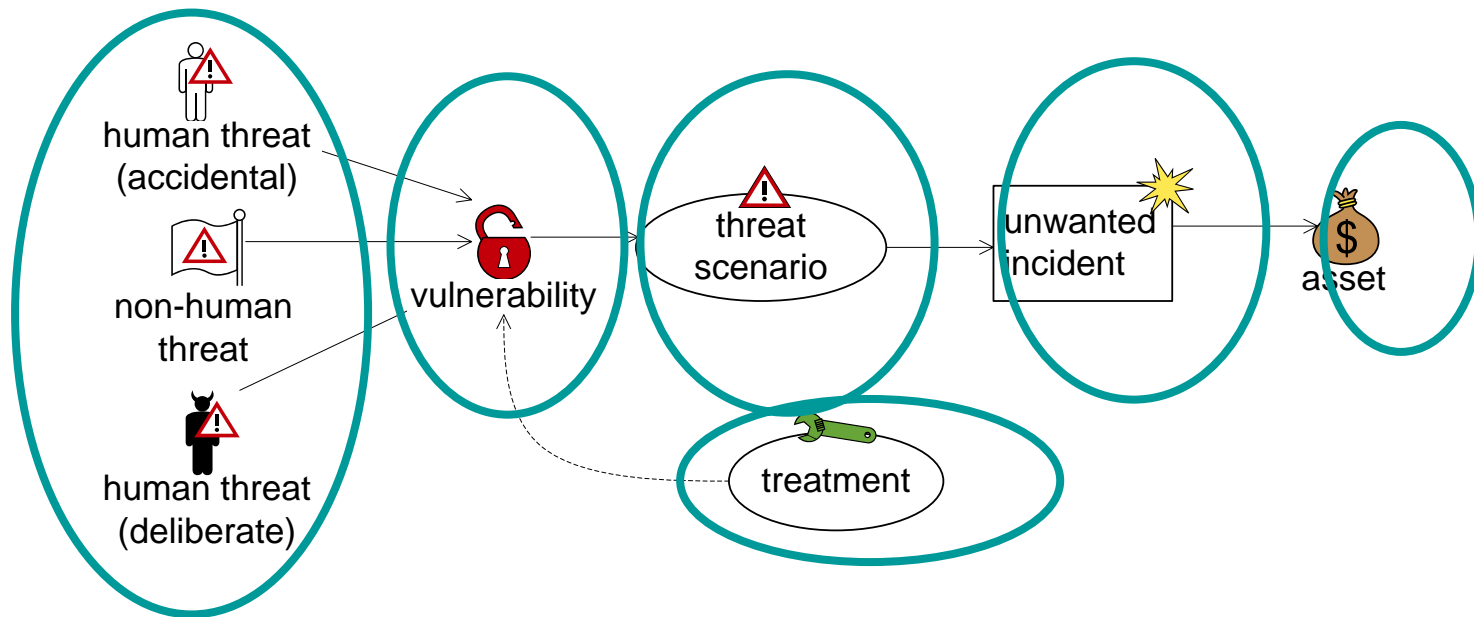 human threat
(accidental)
non-human
threat
human threat
(deliberate)
vulnerability
threat
scenario
unwanted
incident
$
asset
treatment